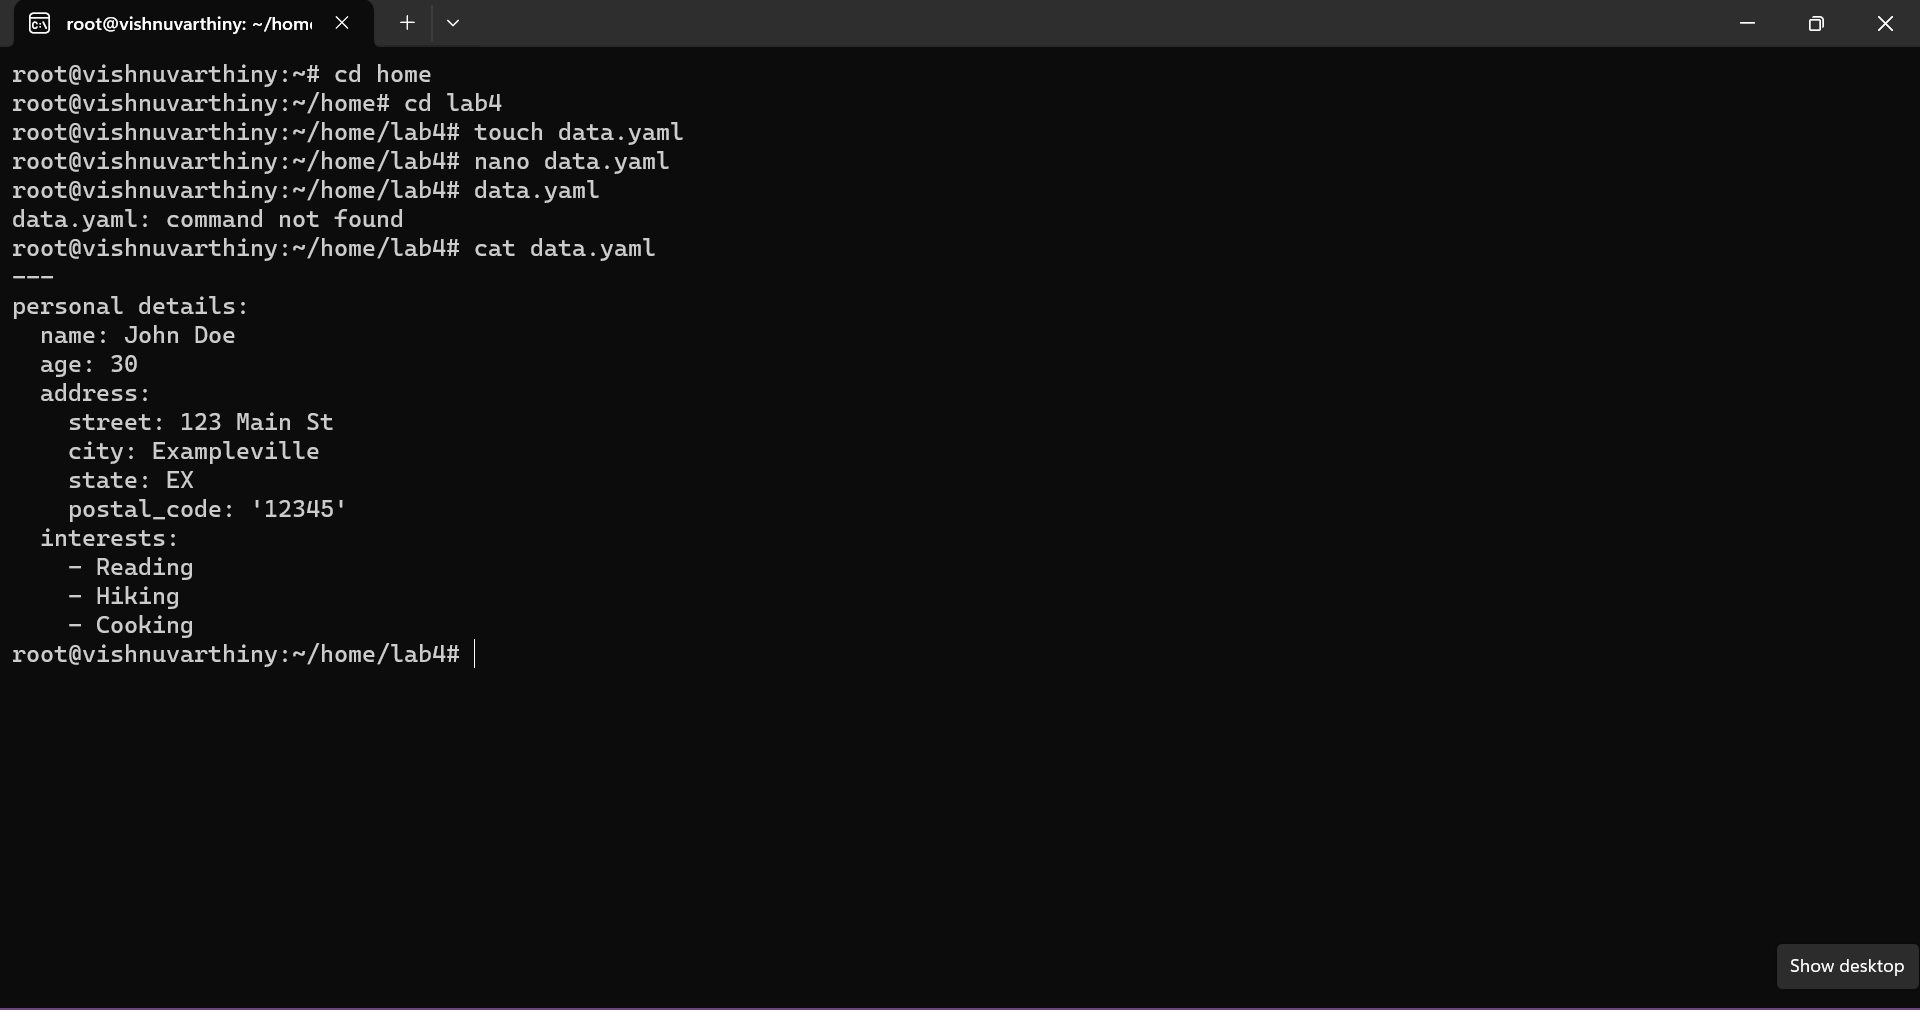 root@vishnuvarthiny: ~/hom
root@vishnuvarthiny:~# cd home
root@vishnuvarthiny:~/home# cd lab4
root@vishnuvarthiny:~/home/lab4# touch data.yaml
root@vishnuvarthiny:~/home/lab4# nano data.yaml
root@vishnuvarthiny:~/home/lab4# data.yaml
data.yaml: command not found
root@vishnuvarthiny:~/home/lab4# cat data.yaml
---
personal details:
  name: John Doe
  age: 30
  address:
    street: 123 Main St
    city: Exampleville
    state: EX
    postal_code: '12345'
  interests:
    - Reading
    - Hiking
    - Cooking
root@vishnuvarthiny:~/home/lab4#
Show desktop